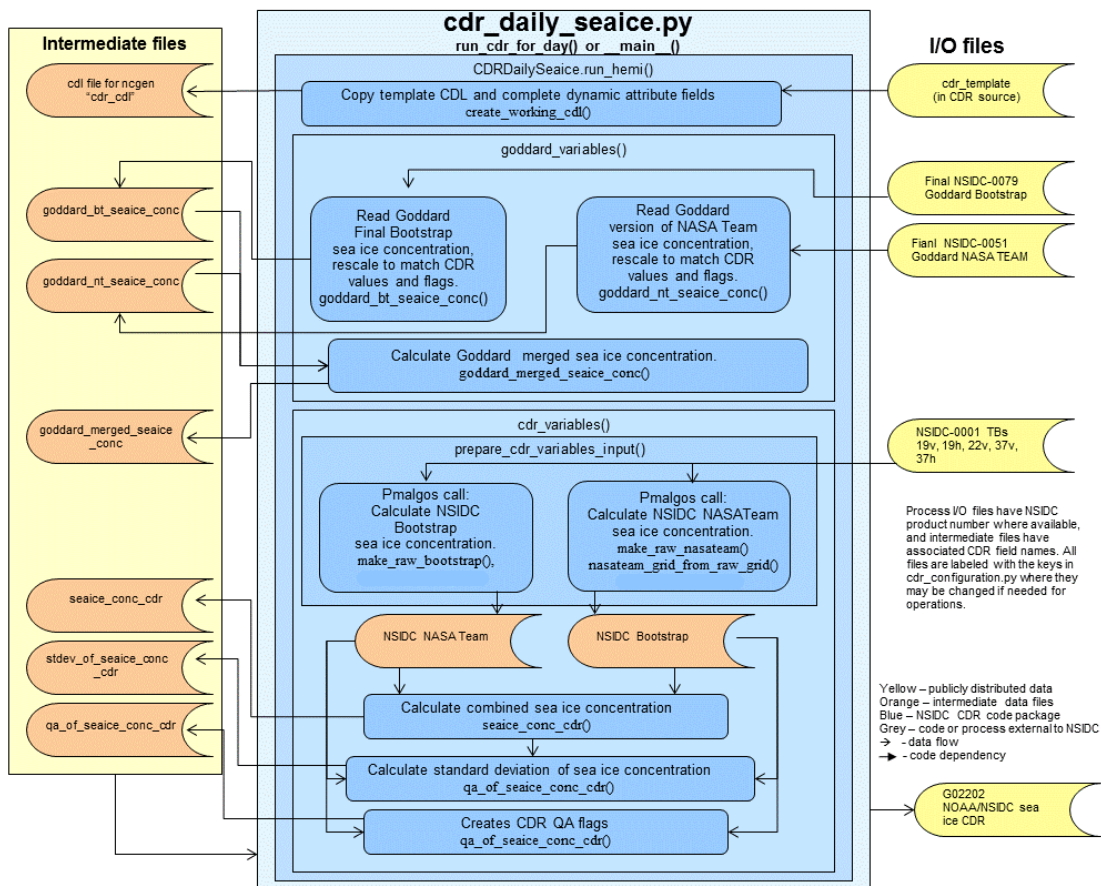 cdr_daily_seaice.py
run_cdr_for_day() or __main__()
Intermediate files
I/O files
CDRDailySeaice.run_hemi()
cdl file for ncgen
“cdr_cdl”
Copy template CDL and complete dynamic attribute fields
create_working_cdl()
cdr_template
(in CDR source)
goddard_variables()
Final NSIDC-0079
Goddard Bootstrap
goddard_bt_seaice_conc
Read Goddard
Final Bootstrap
sea ice concentration,
rescale to match CDR
values and flags.
goddard_bt_seaice_conc()
Read Goddard
version of NASA Team
sea ice concentration,
rescale to match CDR
values and flags.
goddard_nt_seaice_conc()
Fianl NSIDC-0051
Goddard NASA TEAM
goddard_nt_seaice_conc
Calculate Goddard merged sea ice concentration.
goddard_merged_seaice_conc()
goddard_merged_seaice
_conc
cdr_variables()
prepare_cdr_variables_input()
NSIDC-0001 TBs
19v, 19h, 22v, 37v,
37h
Pmalgos call:
Calculate NSIDC
Bootstrap
sea ice concentration.
make_raw_bootstrap(),
Pmalgos call:
Calculate NSIDC NASATeam
sea ice concentration.
make_raw_nasateam()
nasateam_grid_from_raw_grid()
Process I/O files have NSIDC
product number where available,
and intermediate files have
associated CDR field names. All
files are labeled with the keys in
cdr_configuration.py where they
may be changed if needed for
operations.
seaice_conc_cdr
NSIDC NASA Team
NSIDC Bootstrap
stdev_of_seaice_conc
_cdr
Calculate combined sea ice concentration
seaice_conc_cdr()
qa_of_seaice_conc_cdr
Calculate standard deviation of sea ice concentration
qa_of_seaice_conc_cdr()
Creates CDR QA flags
qa_of_seaice_conc_cdr()
Yellow – publicly distributed data
Orange – intermediate data files
Blue – NSIDC CDR code package
Grey – code or process external to NSIDC
- data flow
- code dependency
G02202
NOAA/NSIDC sea
ice CDR